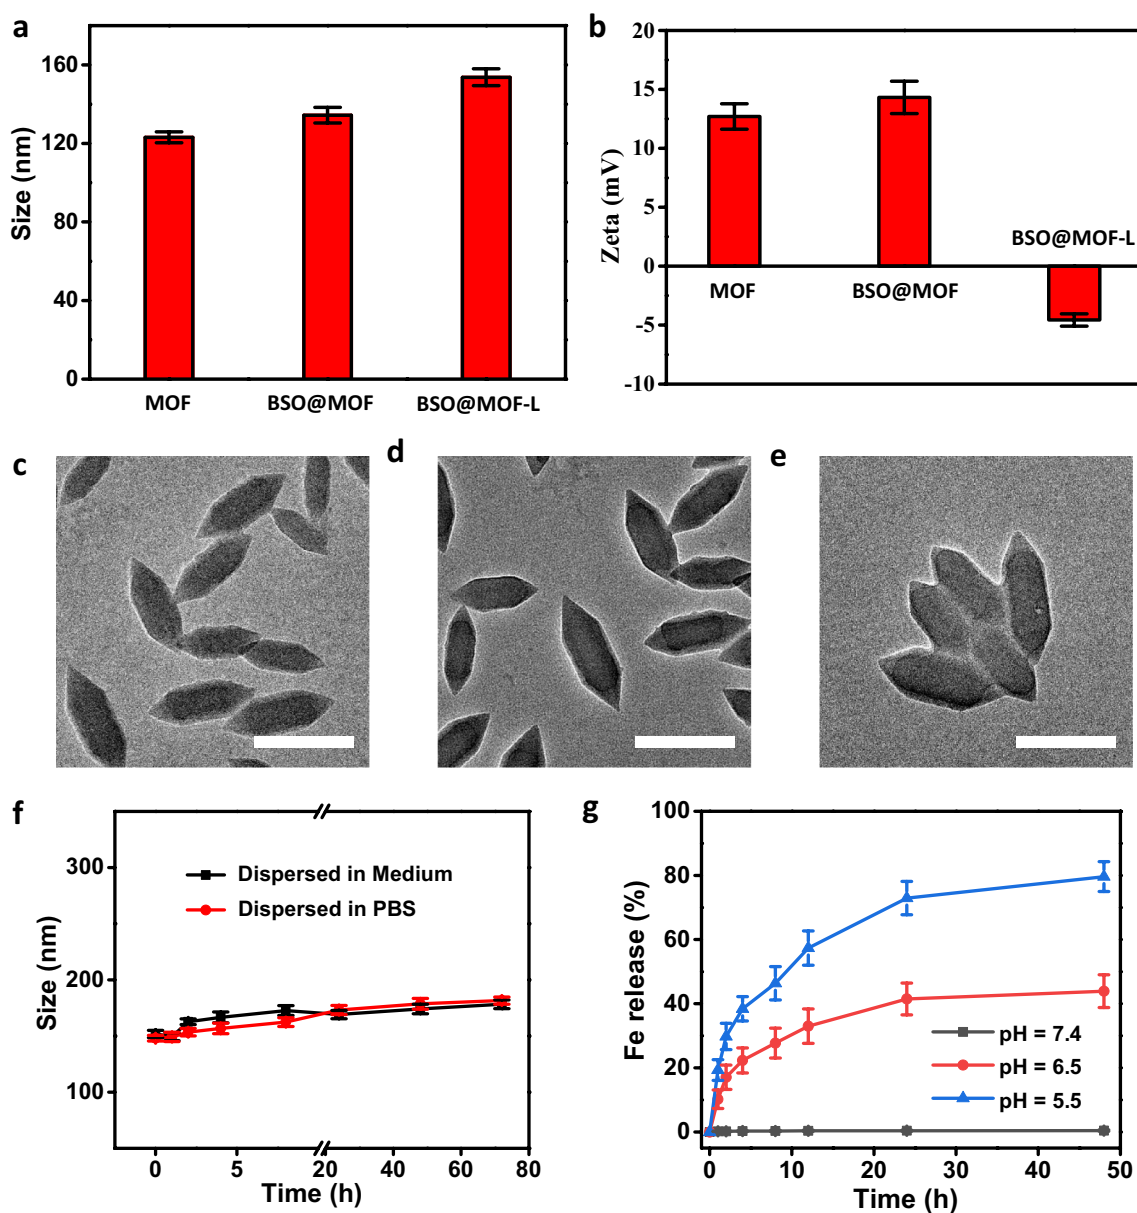 a
160
120
80
40
0
Size (nm)
MOF
BSO@MOF
BSO@MOF-L
b
20
15
10
5
0
-5
-10
Zeta (mV)
MOF
BSO@MOF
BSO@MOF-L
c
d
e
f
300
200
100
Size (nm)
Dispersed in Medium
Dispersed in PBS
0 5 20 40 60 80
Time (h)
g
100
80
60
40
20
0
Fe release (%)
pH = 7.4
pH = 6.5
pH = 5.5
0 10 20 30 40 50
Time (h)